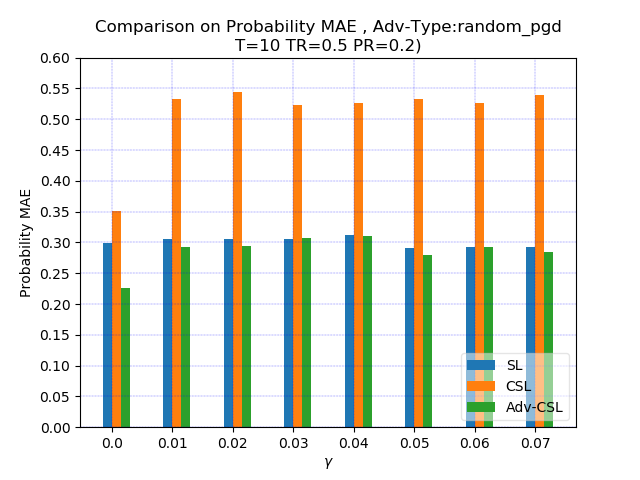 Comparison on Probability MAE , Adv-Type:random_pgd
T=10 TR=0.5 PR=0.2)
0.60
0.55
0.50
0.45
0.40
0.35
0.30
0.25
0.20
0.15
0.10
0.05
0.00
Probability MAE
SL
CSL
Adv-CSL
0.0 0.01 0.02 0.03 0.04 0.05 0.06 0.07
γ